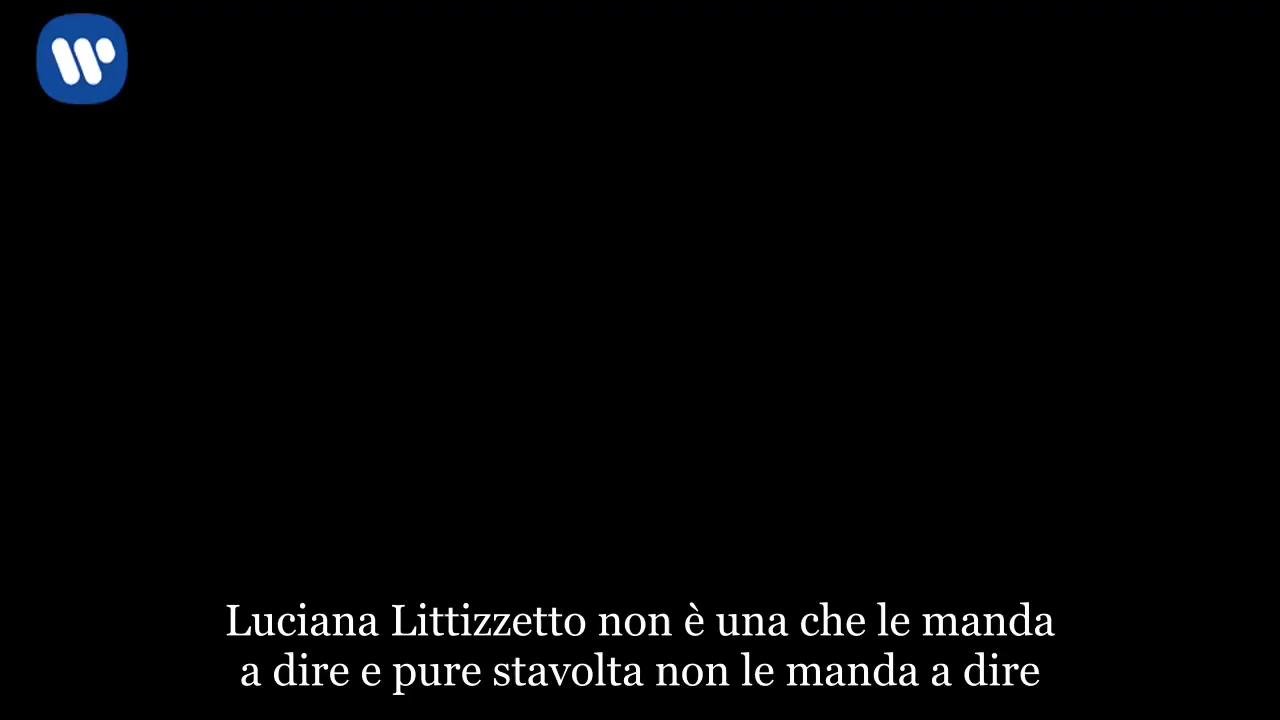 Luciana Littizzetto non è una che le manda
a dire e pure stavolta non le manda a dire